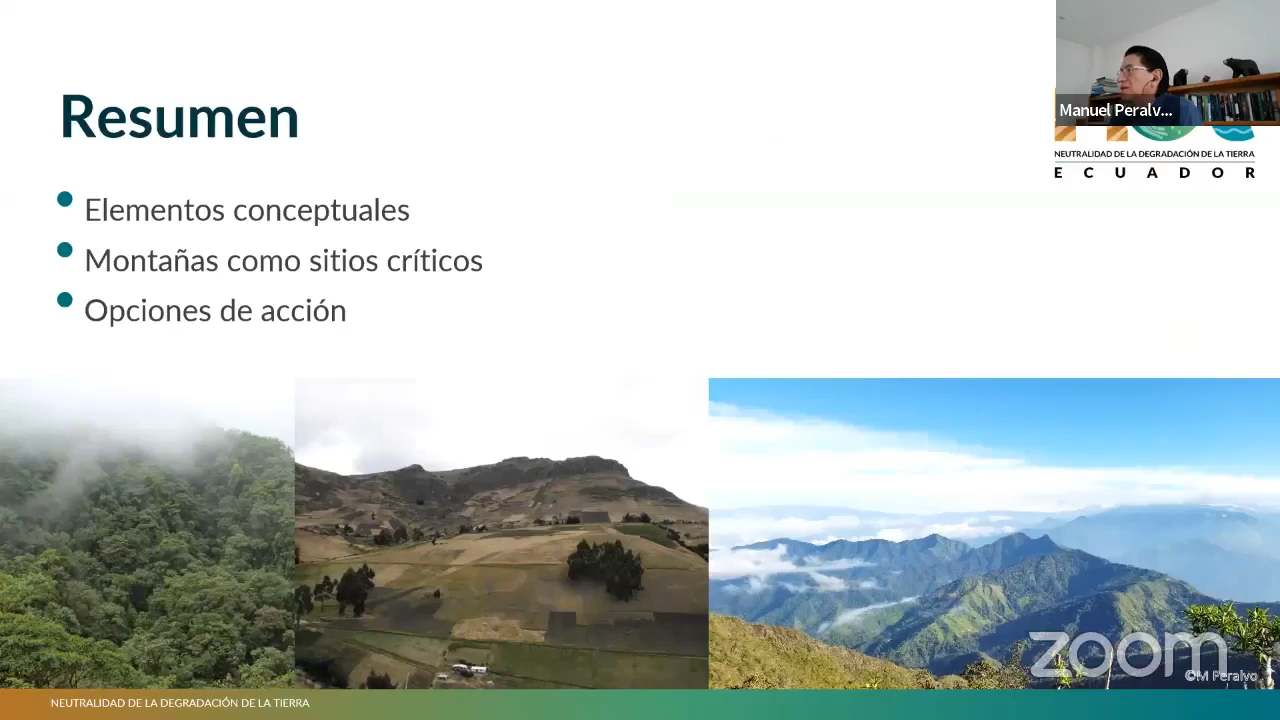 Manuel Peralv...
Resumen
NEUTRALIDAD DE LA DEGRADACIÓN DE LA TIERRA
E C U A D O R
Elementos conceptuales
Montañas como sitios críticos
Opciones de acción
zoom
©M Peralvo
NEUTRALIDAD DE LA DEGRADACIÓN DE LA TIERRA